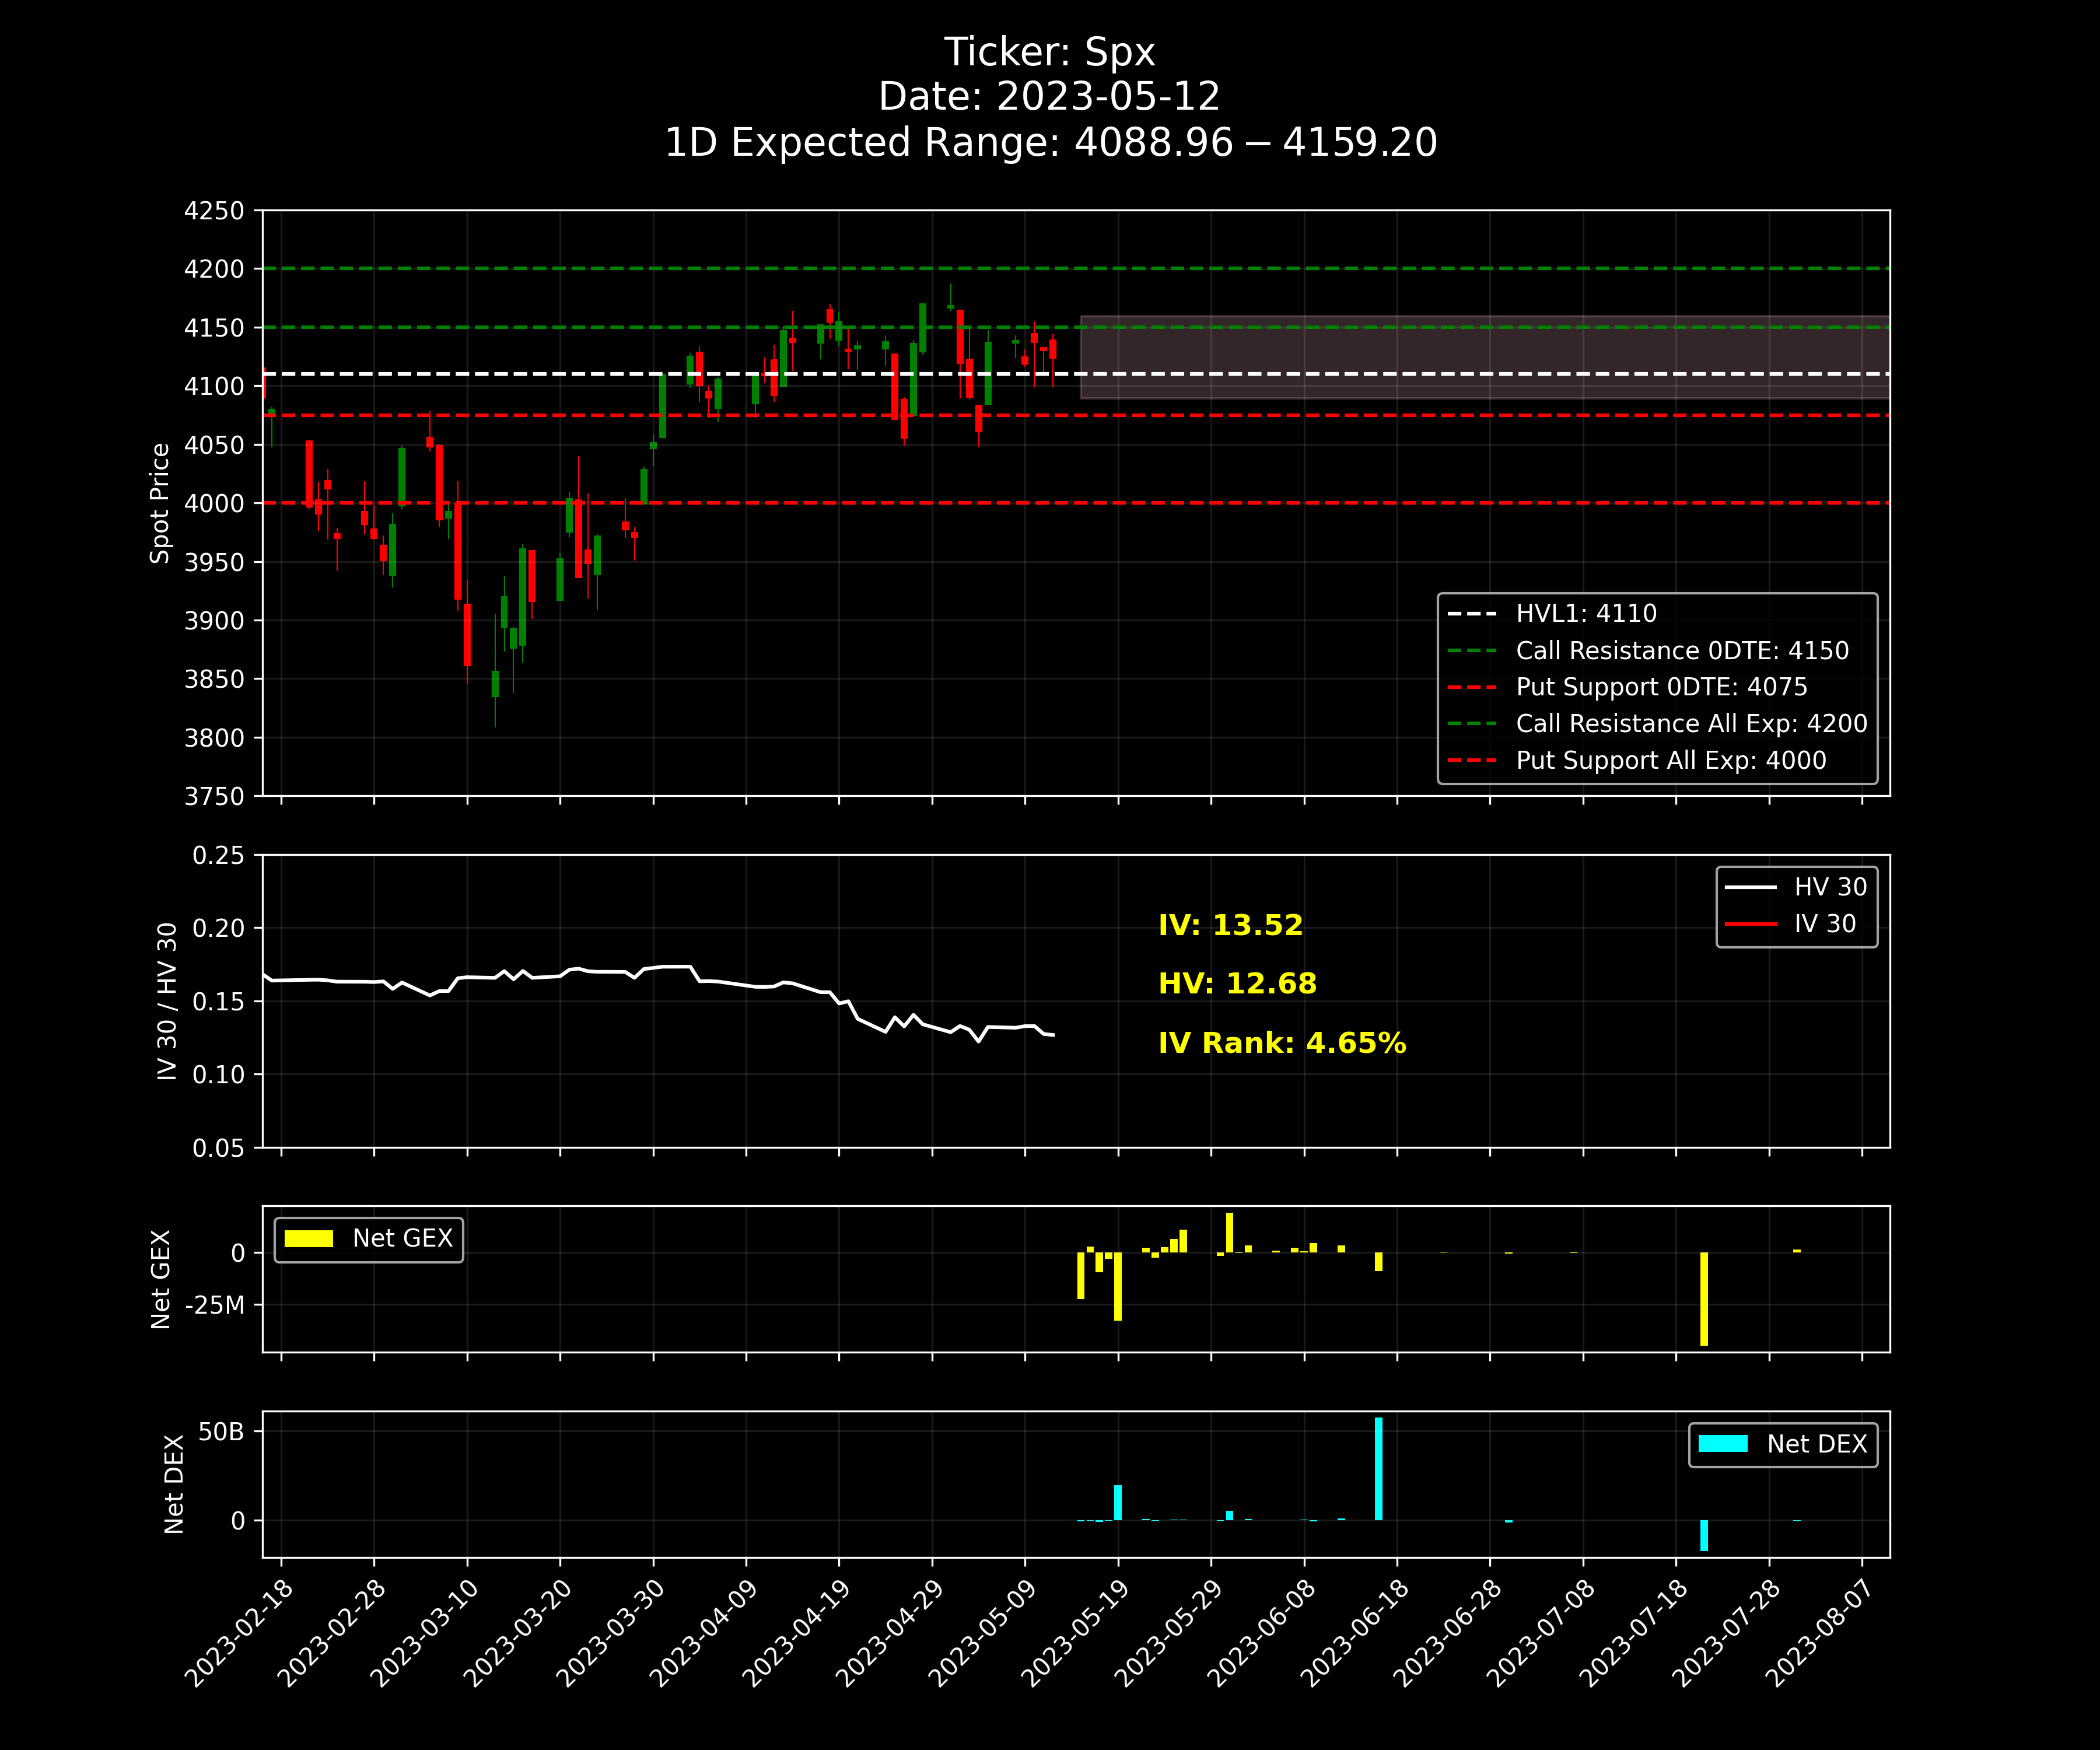 Ticker: Spx
Date: 2023-05-12
1D Expected Range: 4088.96 − 4159.20
Spot Price
4250
4200
4150
4100
4050
4000
3950
3900
3850
3800
3750
HVL1: 4110
Call Resistance 0DTE: 4150
Put Support 0DTE: 4075
Call Resistance All Exp: 4200
Put Support All Exp: 4000
IV 30 / HV 30
0.25
0.20
0.15
0.10
0.05
IV: 13.52
HV: 12.68
IV Rank: 4.65%
HV 30
IV 30
Net GEX
0
-25M
Net GEX
Net DEX
50B
0
Net DEX
2023-02-18
2023-02-28
2023-03-10
2023-03-20
2023-03-30
2023-04-09
2023-04-19
2023-04-29
2023-05-09
2023-05-19
2023-05-29
2023-06-08
2023-06-18
2023-06-28
2023-07-08
2023-07-18
2023-07-28
2023-08-07